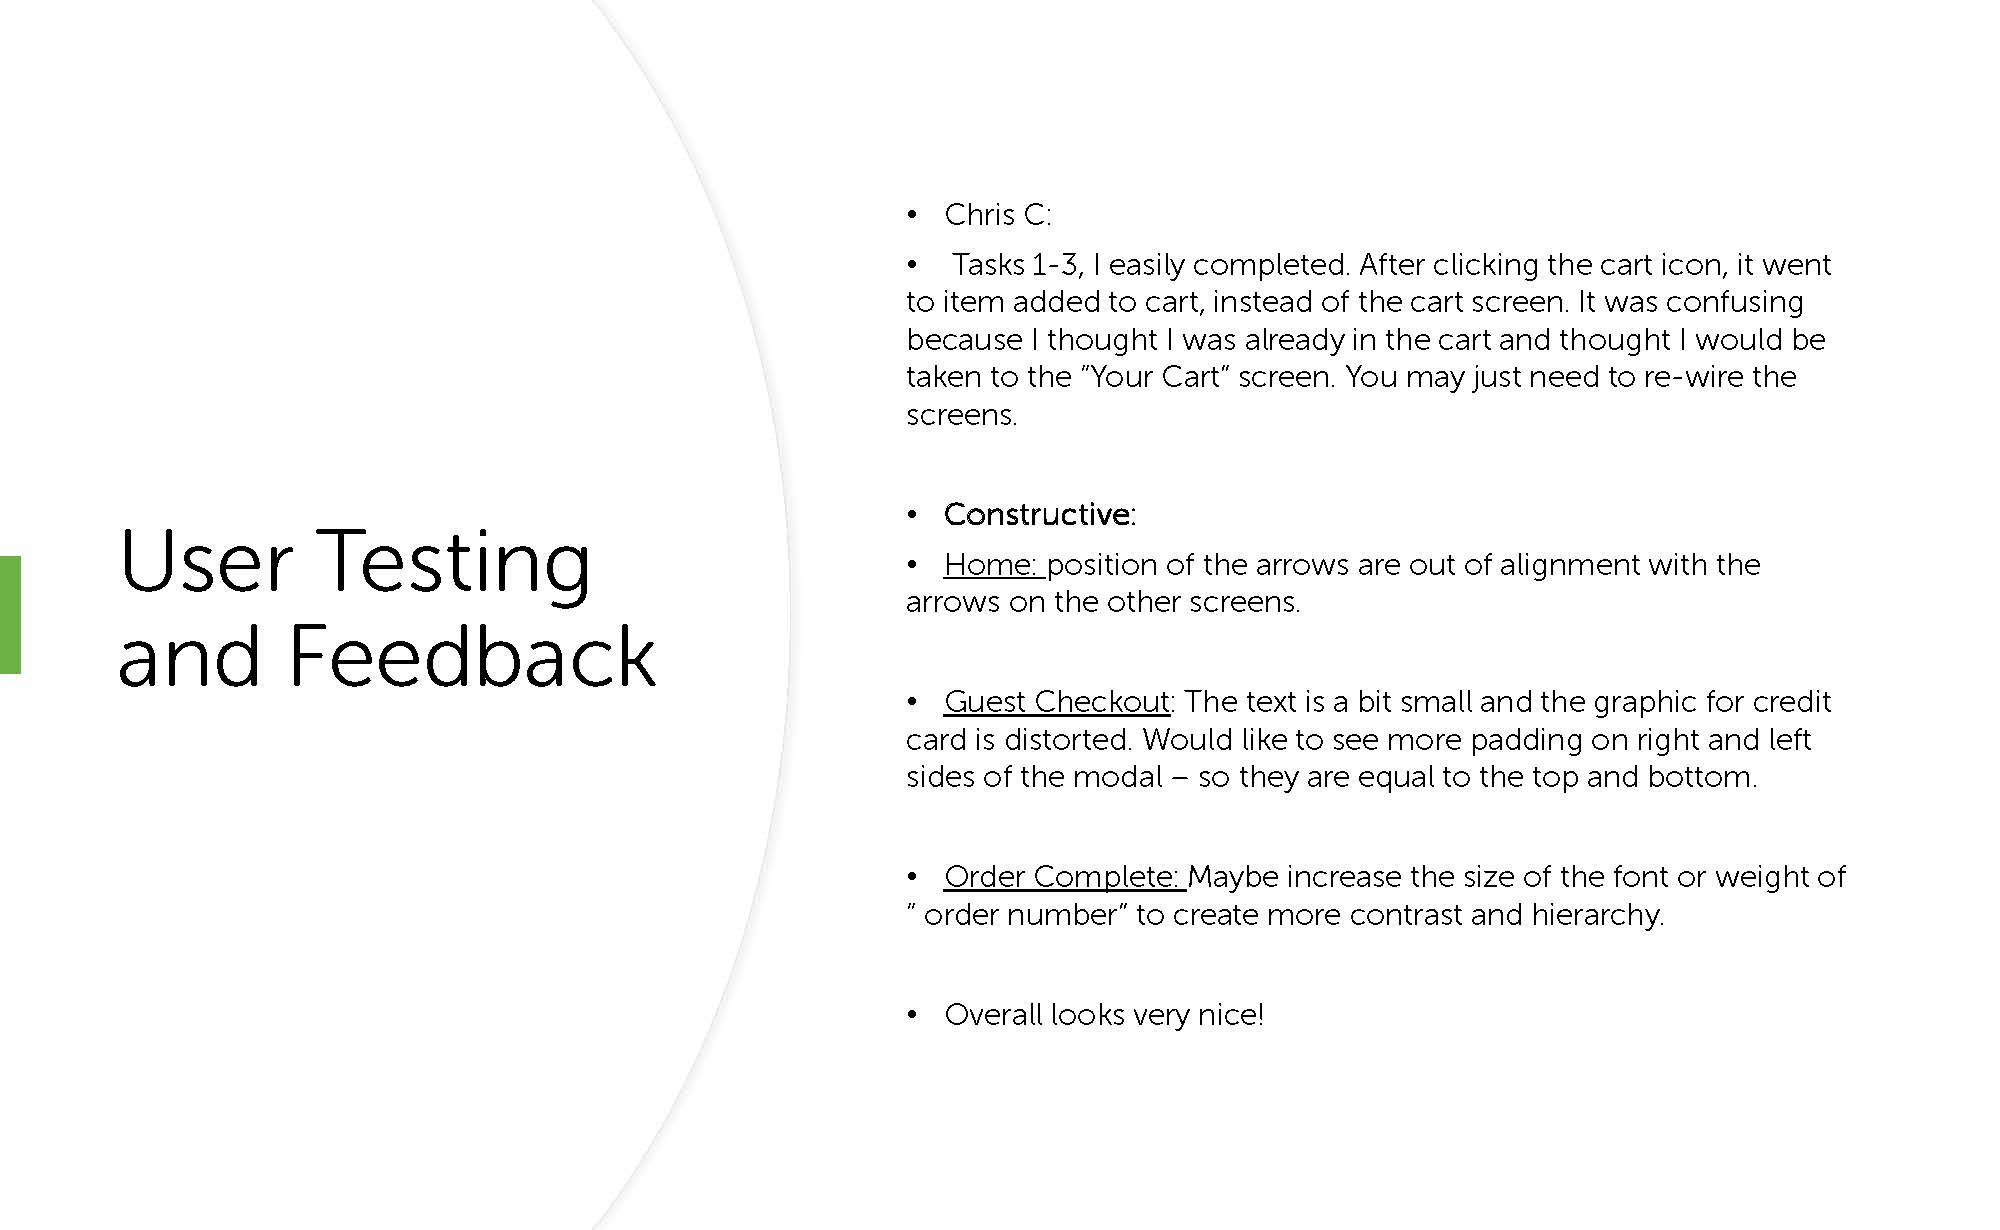 User Testing
and Feedback
• Chris C:
• Tasks 1-3, I easily completed. After clicking the cart icon, it went
to item added to cart, instead of the cart screen. It was confusing
because I thought I was already in the cart and thought I would be
taken to the ”Your Cart” screen. You may just need to re-wire the
screens.
• Constructive:
• Home: position of the arrows are out of alignment with the
arrows on the other screens.
• Guest Checkout: The text is a bit small and the graphic for credit
card is distorted. Would like to see more padding on right and left
sides of the modal – so they are equal to the top and bottom.
• Order Complete: Maybe increase the size of the font or weight of
” order number” to create more contrast and hierarchy.
• Overall looks very nice!